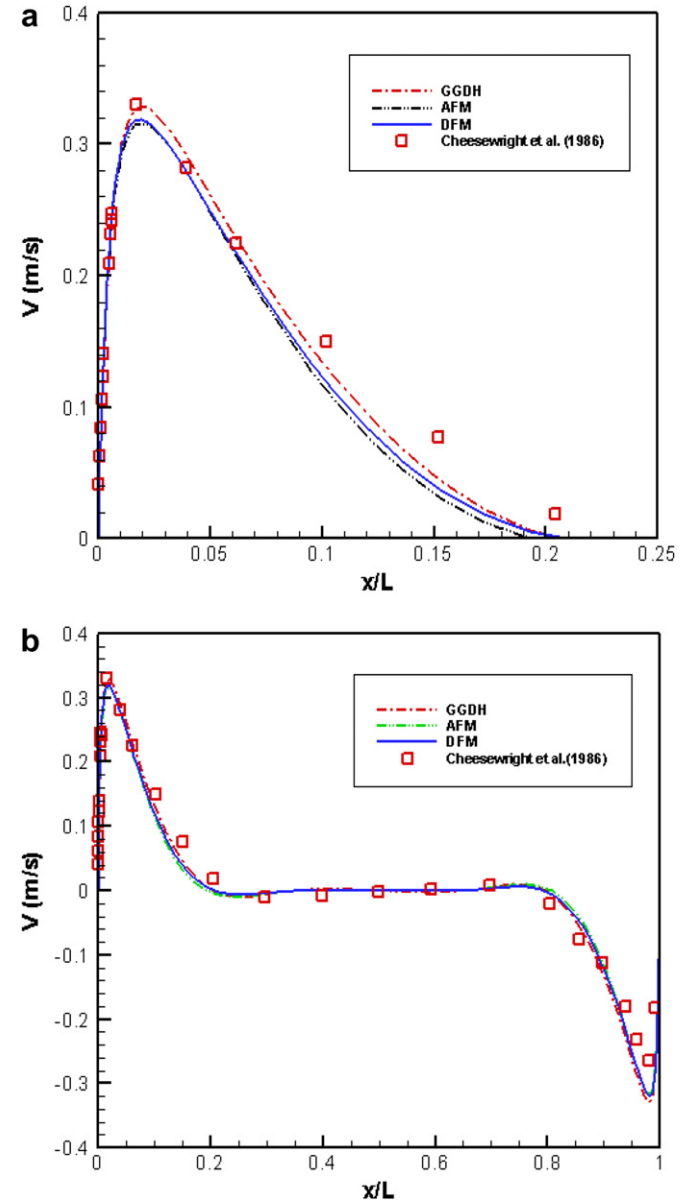 a
0.4
0.3
0.2
0.1
0
V (m/s)
GGDH
AFM
DFM
Cheesewright et al. (1986)
0
0.05
0.1
0.15
0.2
0.25
x/L
b
0.4
0.3
0.2
0.1
0
-0.1
-0.2
-0.3
-0.4
V (m/s)
GGDH
AFM
DFM
Cheesewright et al.(1986)
0
0.2
0.4
0.6
0.8
1
x/L